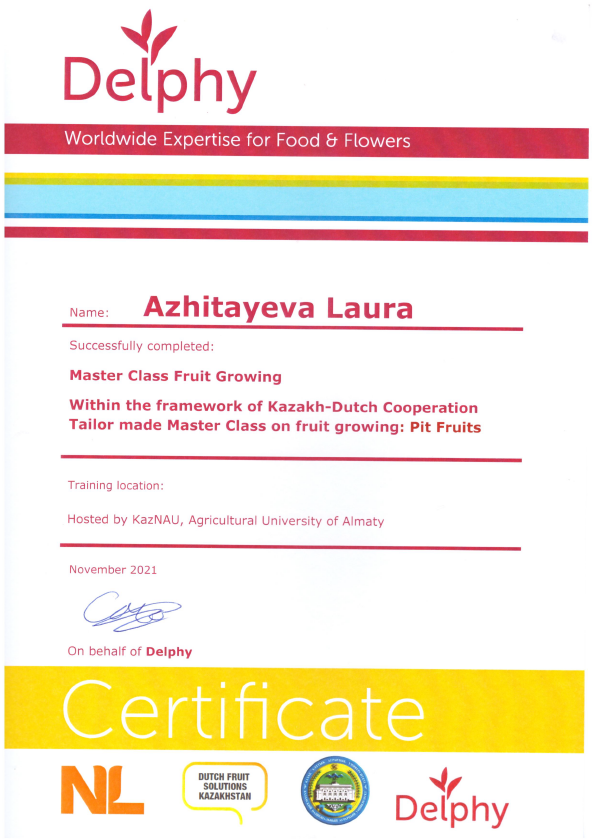 Delphy
Worldwide Expertise for Food & Flowers
Name: Azhitayeva Laura
Successfully completed:
Master Class Fruit Growing
Within the framework of Kazakh-Dutch Cooperation
Tailor made Master Class on fruit growing: Pit Fruits
Training location:
Hosted by KazNAU, Agricultural University of Almaty
November 2021
On behalf of Delphy
Certificate
NL
DUTCH FRUIT
SOLUTIONS
KAZAKHSTAN
Delphy